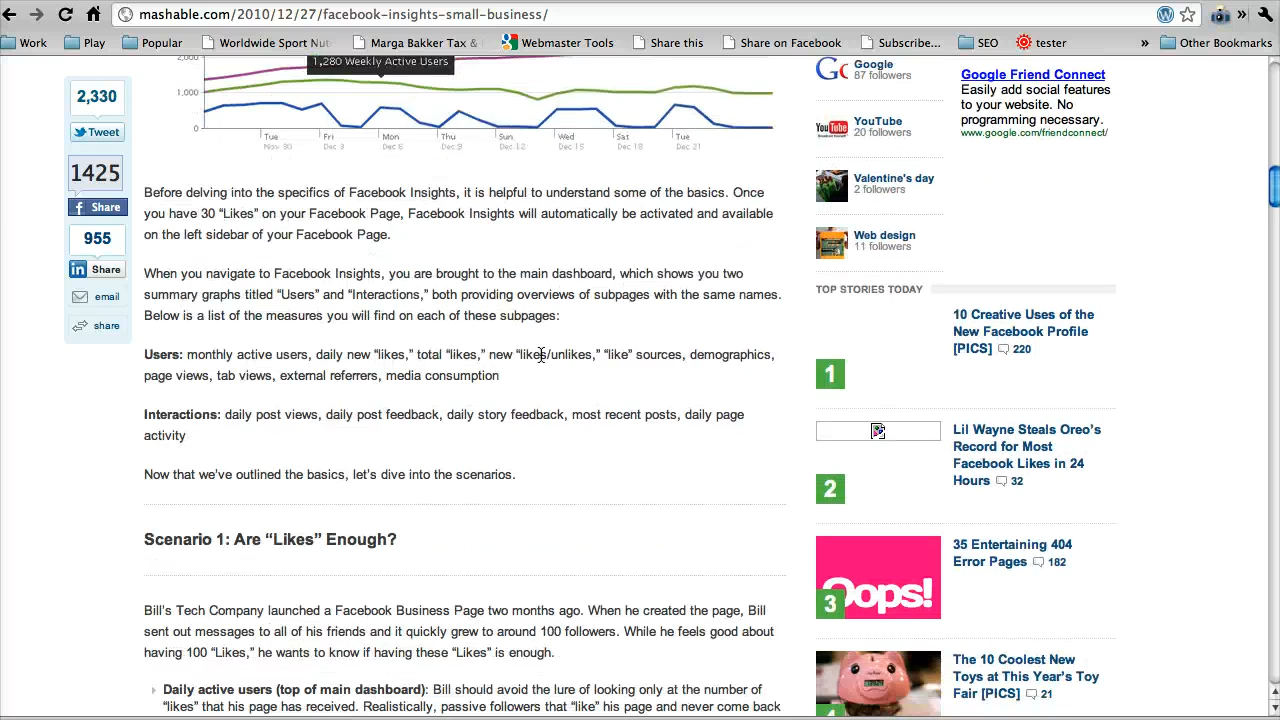 mashable.com/2010/12/27/facebook-insights-small-business/
Work Play Popular Worldwide Sport Nut Marga Bakker Tax & Webmaster Tools Share this Share on Facebook Subscribe... SEO tester » Other Bookmarks
2,330
Tweet
1425
Share
955
Share
email
share
2,000
1,280 Weekly Active Users
1,000
0
Tue Fri Mon Thu Sun Wed Sat Tue
Nov 30 Dec 3 Dec 6 Dec 9 Dec 12 Dec 15 Dec 18 Dec 21
Before delving into the specifics of Facebook Insights, it is helpful to understand some of the basics. Once
you have 30 “Likes” on your Facebook Page, Facebook Insights will automatically be activated and available
on the left sidebar of your Facebook Page.
When you navigate to Facebook Insights, you are brought to the main dashboard, which shows you two
summary graphs titled “Users” and “Interactions,” both providing overviews of subpages with the same names.
Below is a list of the measures you will find on each of these subpages:
Users: monthly active users, daily new “likes,” total “likes,” new “likes/unlikes,” “like” sources, demographics,
page views, tab views, external referrers, media consumption
Interactions: daily post views, daily post feedback, daily story feedback, most recent posts, daily page
activity
Now that we’ve outlined the basics, let’s dive into the scenarios.
Scenario 1: Are “Likes” Enough?
Bill’s Tech Company launched a Facebook Business Page two months ago. When he created the page, Bill
sent out messages to all of his friends and it quickly grew to around 100 followers. While he feels good about
having 100 “Likes,” he wants to know if having these “Likes” is enough.
Daily active users (top of main dashboard): Bill should avoid the lure of looking only at the number of
“likes” that his page has received. Realistically, passive followers that “like” his page and never come back
Google
87 followers
You Tube
YouTube
20 followers
Valentine's day
2 followers
Web design
11 followers
Google Friend Connect
Easily add social features
to your website. No
programming necessary.
www.google.com/friendconnect/
TOP STORIES TODAY
1
10 Creative Uses of the
New Facebook Profile
[PICS] 220
2
Lil Wayne Steals Oreo’s
Record for Most
Facebook Likes in 24
Hours 32
Oops!
3
35 Entertaining 404
Error Pages 182
4
The 10 Coolest New
Toys at This Year’s Toy
Fair [PICS] 21